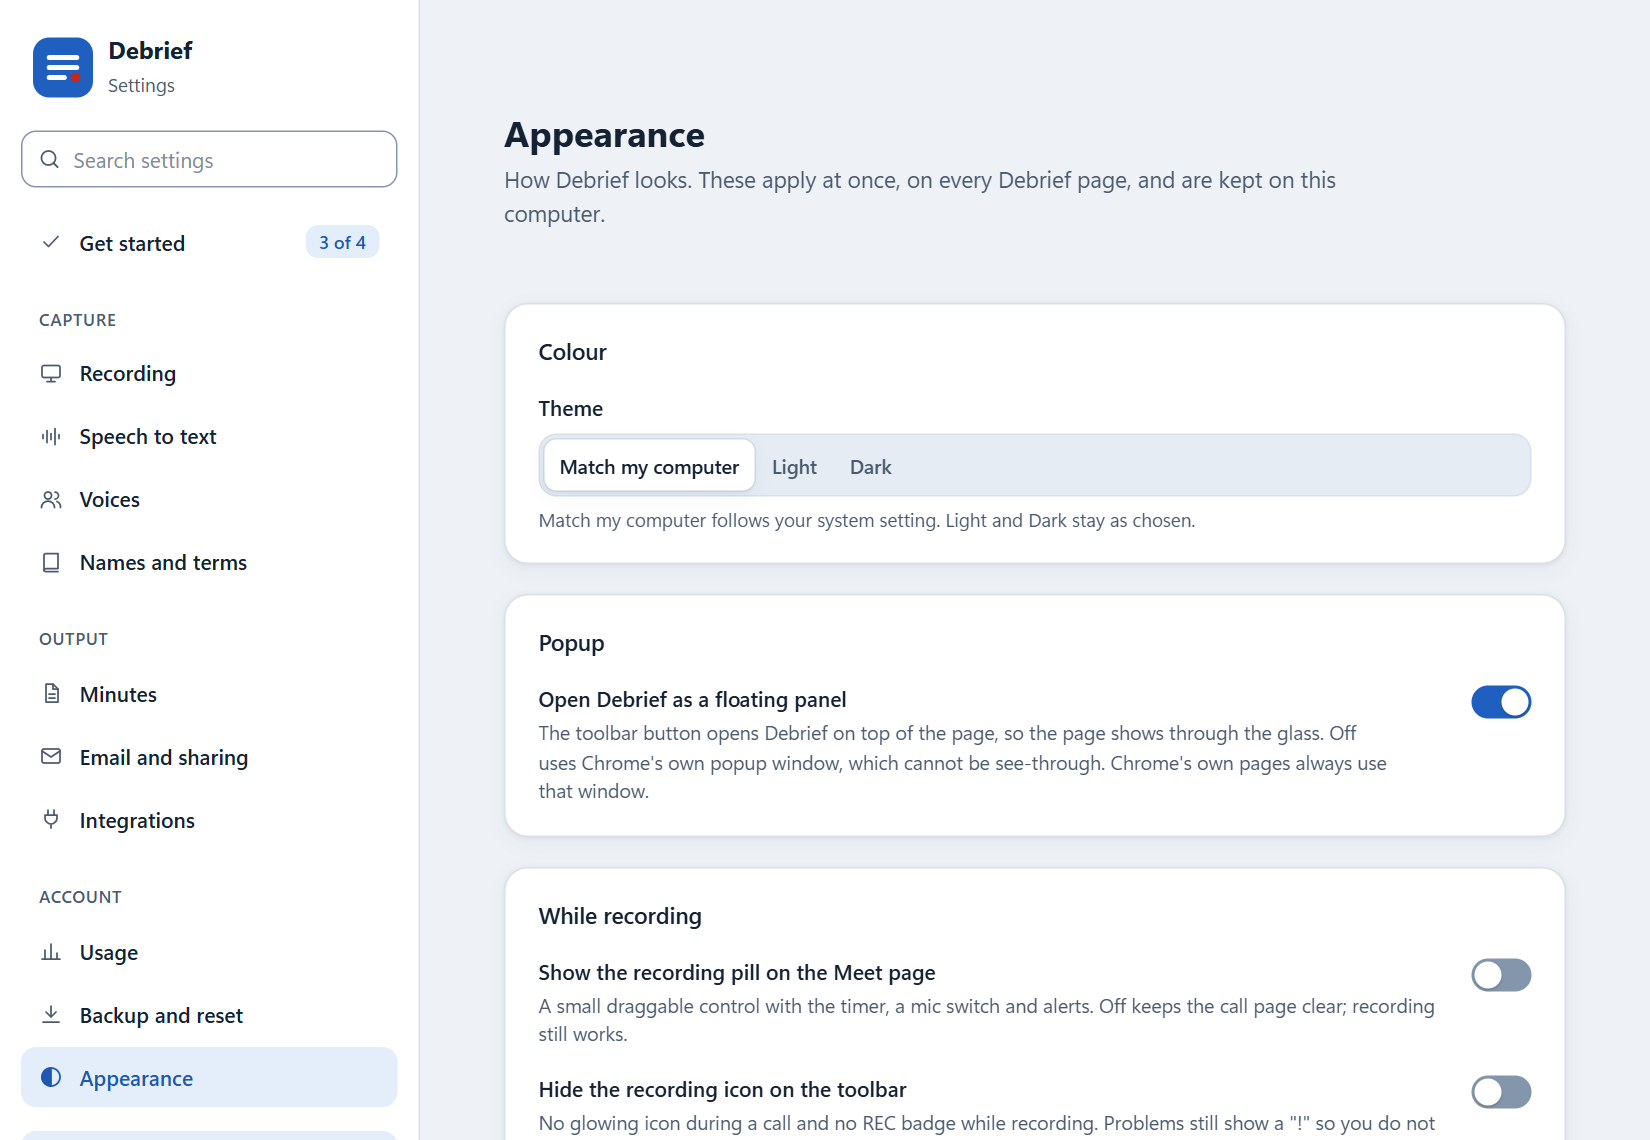 Debrief
Settings
Search settings
Get started
3 of 4
CAPTURE
Recording
Speech to text
Voices
Names and terms
OUTPUT
Minutes
Email and sharing
Integrations
ACCOUNT
Usage
Backup and reset
Appearance
Appearance
How Debrief looks. These apply at once, on every Debrief page, and are kept on this
computer.
Colour
Theme
Match my computer
Light
Dark
Match my computer follows your system setting. Light and Dark stay as chosen.
Popup
Open Debrief as a floating panel
The toolbar button opens Debrief on top of the page, so the page shows through the glass. Off
uses Chrome's own popup window, which cannot be see-through. Chrome's own pages always use
that window.
While recording
Show the recording pill on the Meet page
A small draggable control with the timer, a mic switch and alerts. Off keeps the call page clear; recording
still works.
Hide the recording icon on the toolbar
No glowing icon during a call and no REC badge while recording. Problems still show a "!" so you do not